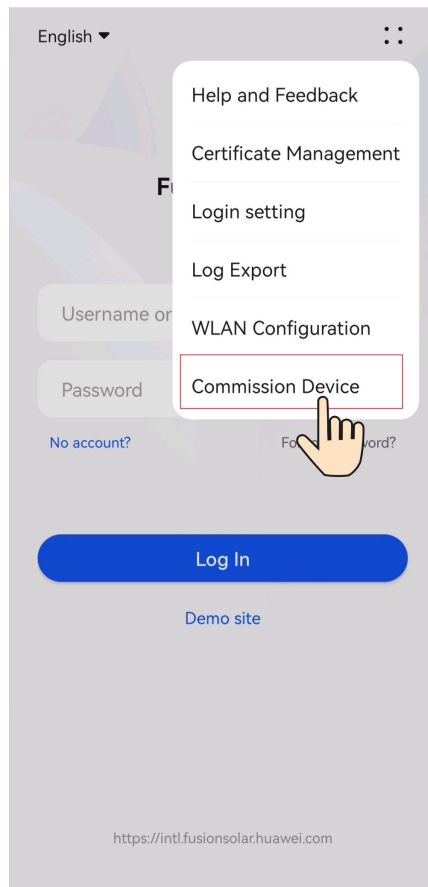 English
Help and Feedback
Certificate Management
Login setting
Log Export
Username or
WLAN Configuration
Password
Commission Device
No account?
Log In
Demo site
https://intl.fusionsolar.huawei.com